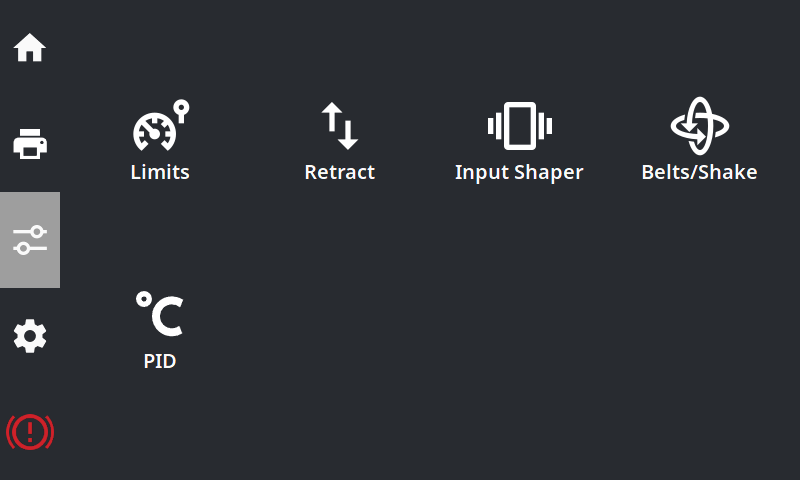 Limits
Retract
Input Shaper
Belts/Shake
PID